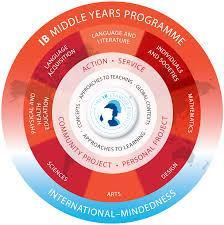 IB MIDDLE YEARS PROGRAMME
LANGUAGE AND
LITERATURE
LANGUAGE
ACQUISITION
INDIVIDUALS
AND SOCIETIES
PHYSICAL AND
HEALTH
EDUCATION
MATHEMATICS
SCIENCES
DESIGN
ARTS
ACTION • SERVICE
COMMUNITY PROJECT • PERSONAL PROJECT
APPROACHES TO TEACHING
CONCEPTS
GLOBAL CONTEXTS
APPROACHES TO LEARNING
INTERNATIONAL-MINDEDNESS